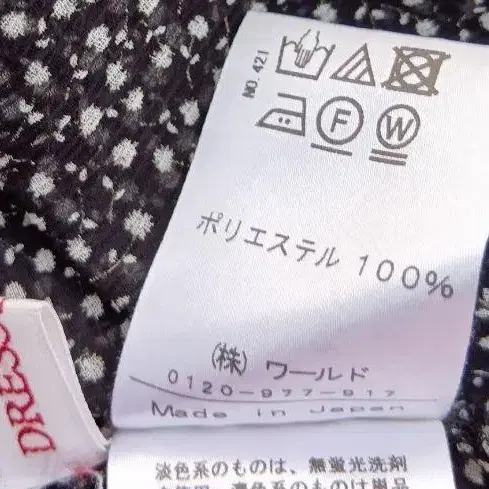 NO. 421
F W
ポリエステル 100%
(株) ワールド
0120-977-917
Made in Japan
淡色系のものは、無蛍光洗剤
DRESS